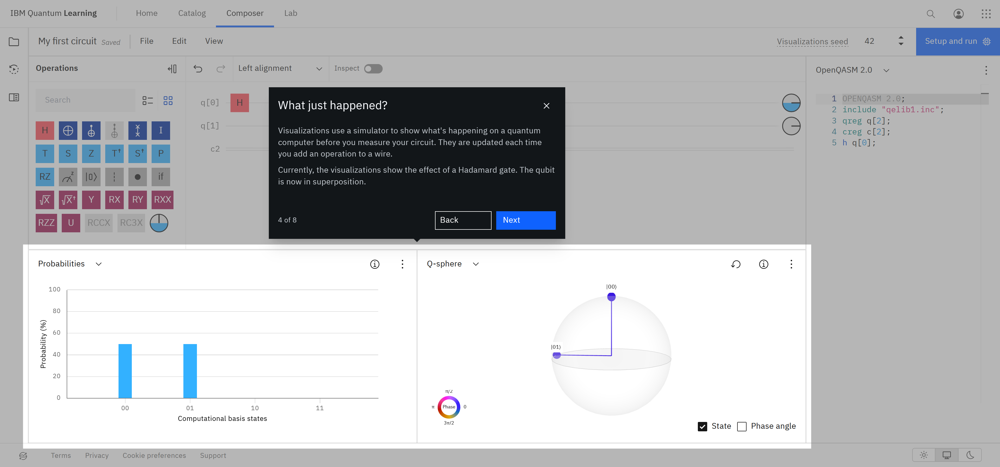 IBM Quantum Learning
Home
Catalog
Composer
Lab
My first circuit Saved
File
Edit
View
Visualizations seed
42
Setup and run
Operations
Left alignment
Inspect
OpenQASM 2.0
Search
H
I
T
S
Z
T†
S†
P
RZ
z
|0⟩
if
√X
√X†
Y
RX
RY
RXX
RZZ
U
RCCX
RC3X
q[0]
H
q[1]
c2
What just happened?
Visualizations use a simulator to show what's happening on a quantum
computer before you measure your circuit. They are updated each time
you add an operation to a wire.
Currently, the visualizations show the effect of a Hadamard gate. The qubit
is now in superposition.
4 of 8
Back
Next
1 OPENQASM 2.0;
2 include "qelib1.inc";
3 qreg q[2];
4 creg c[2];
5 h q[0];
Probabilities
100
80
60
40
20
0
Probability (%)
00
01
10
11
Computational basis states
Q-sphere
|00⟩
|01⟩
π/2
π
Phase
0
3π/2
State
Phase angle
Terms
Privacy
Cookie preferences
Support